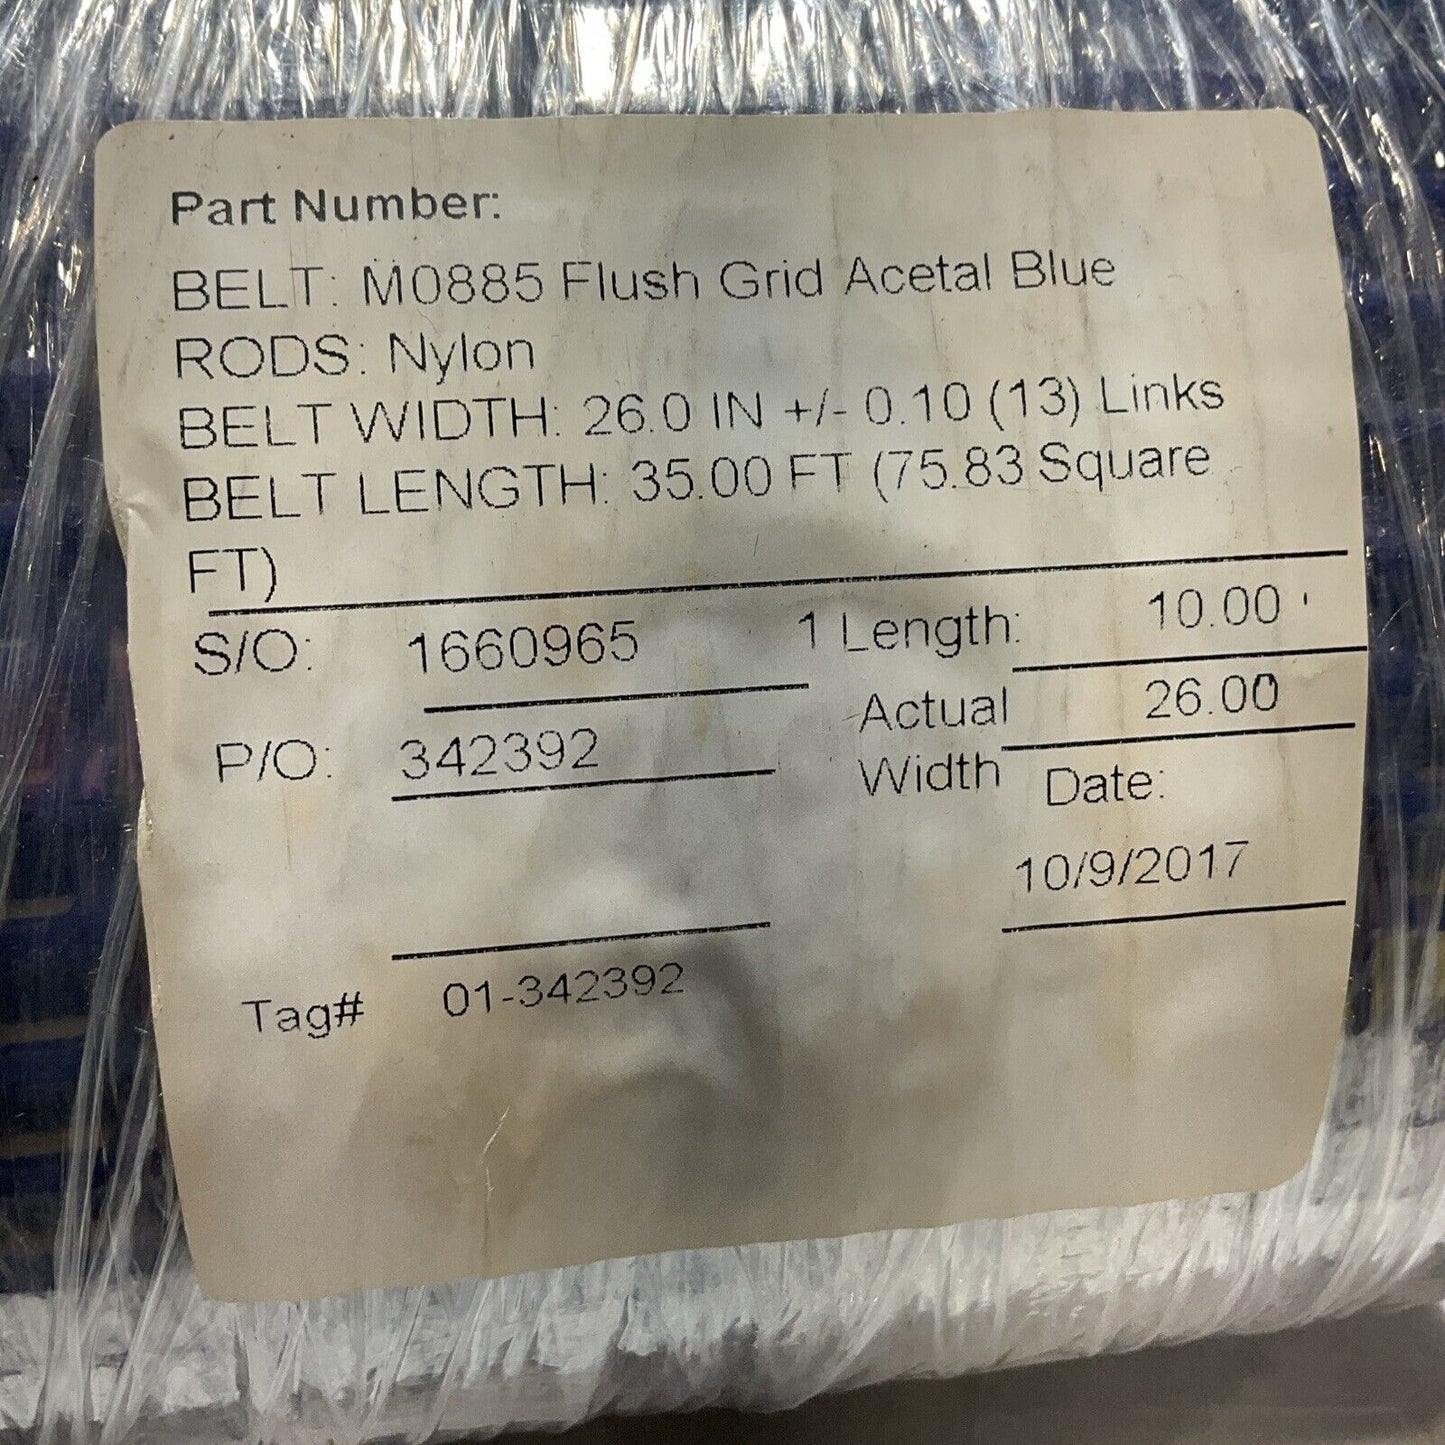 Part Number:
BELT: M0885 Flush Grid Acetal Blue
RODS: Nylon
BELT WIDTH: 26.0 IN +/- 0.10 (13) Links
BELT LENGTH: 35.00 FT (75.83 Square
FT)
S/O: 1660965 1 Length: 10.00 '
Actual 26.00
P/O: 342392 Width Date:
10/9/2017
Tag# 01-342392